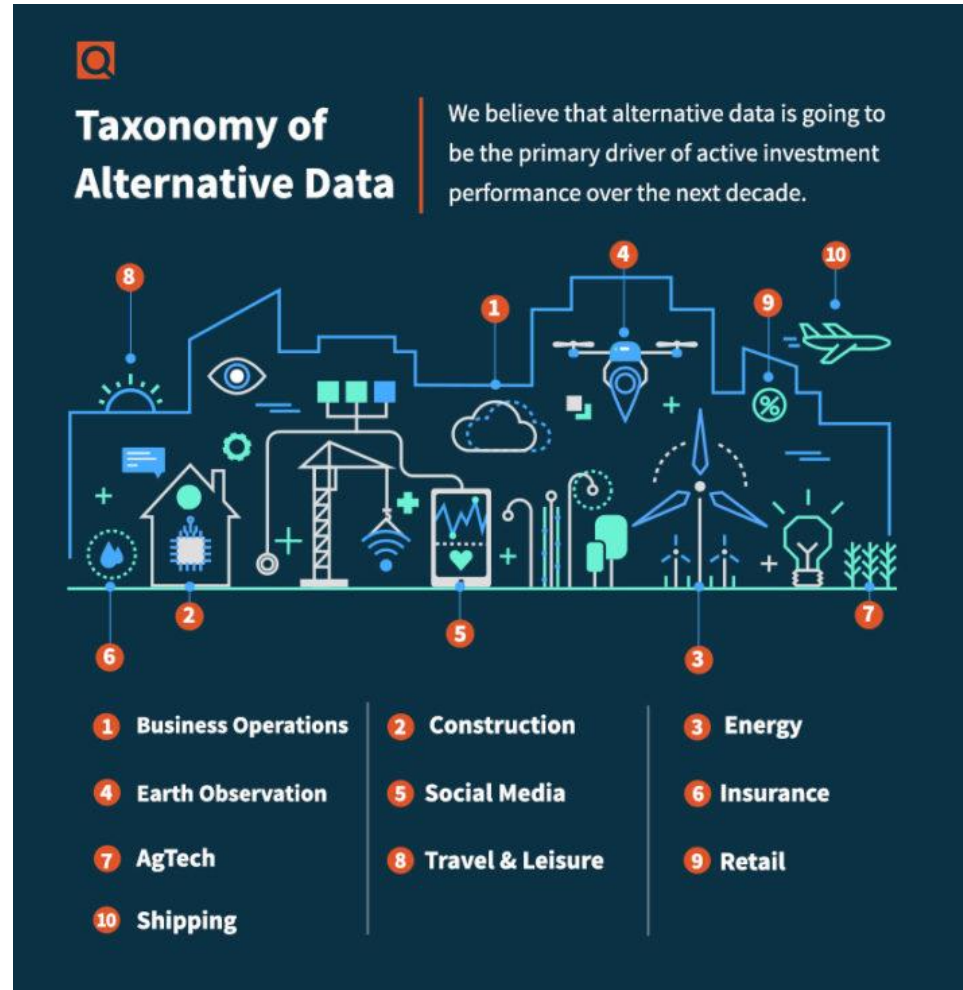 Taxonomy of
Alternative Data
We believe that alternative data is going to
be the primary driver of active investment
performance over the next decade.
8
4
10
1
9
%
2
5
7
6
3
1 Business Operations
2 Construction
3 Energy
4 Earth Observation
5 Social Media
6 Insurance
7 AgTech
8 Travel & Leisure
9 Retail
10 Shipping